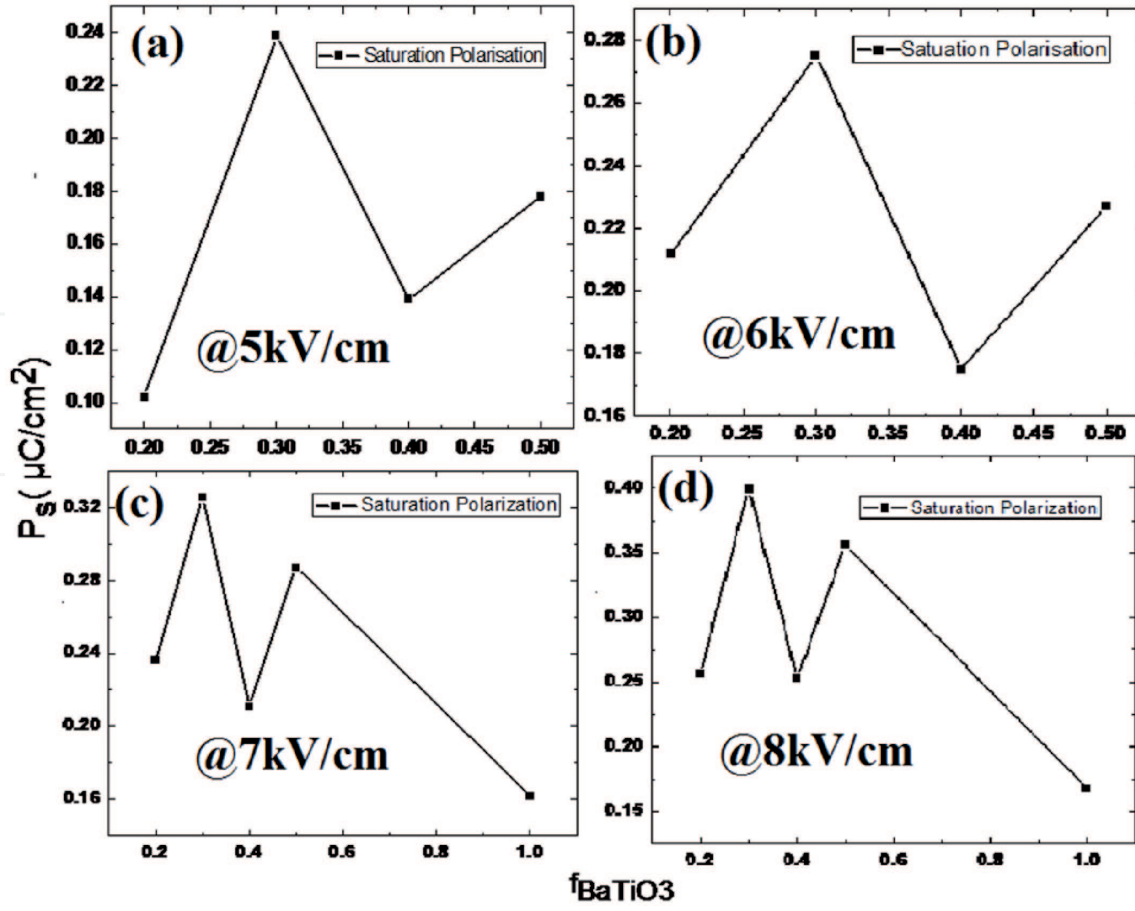 (a)
Saturation Polarisation
0.24
0.22
0.20
0.18
0.16
0.14
0.12
0.10
@5kV/cm
0.20 0.25 0.30 0.35 0.40 0.45 0.50
(b)
Satuation Polarisation
0.28
0.26
0.24
0.22
0.20
0.18
0.16
@6kV/cm
0.20 0.25 0.30 0.35 0.40 0.45 0.50
Ps( μC/cm²)
(c)
Saturation Polarization
0.32
0.28
0.24
0.20
0.16
@7kV/cm
0.2 0.4 0.6 0.8 1.0
(d)
Saturation Polarization
0.40
0.35
0.30
0.25
0.20
0.15
@8kV/cm
0.2 0.4 0.6 0.8 1.0
fBaTiO3